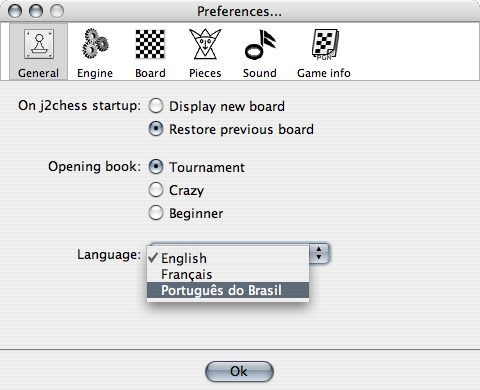 Preferences...
General Engine Board Pieces Sound PGN Game info
On j2chess startup: Display new board
Restore previous board
Opening book: Tournament
Crazy
Beginner
Language:
✓ English
Français
Português do Brasil
Ok